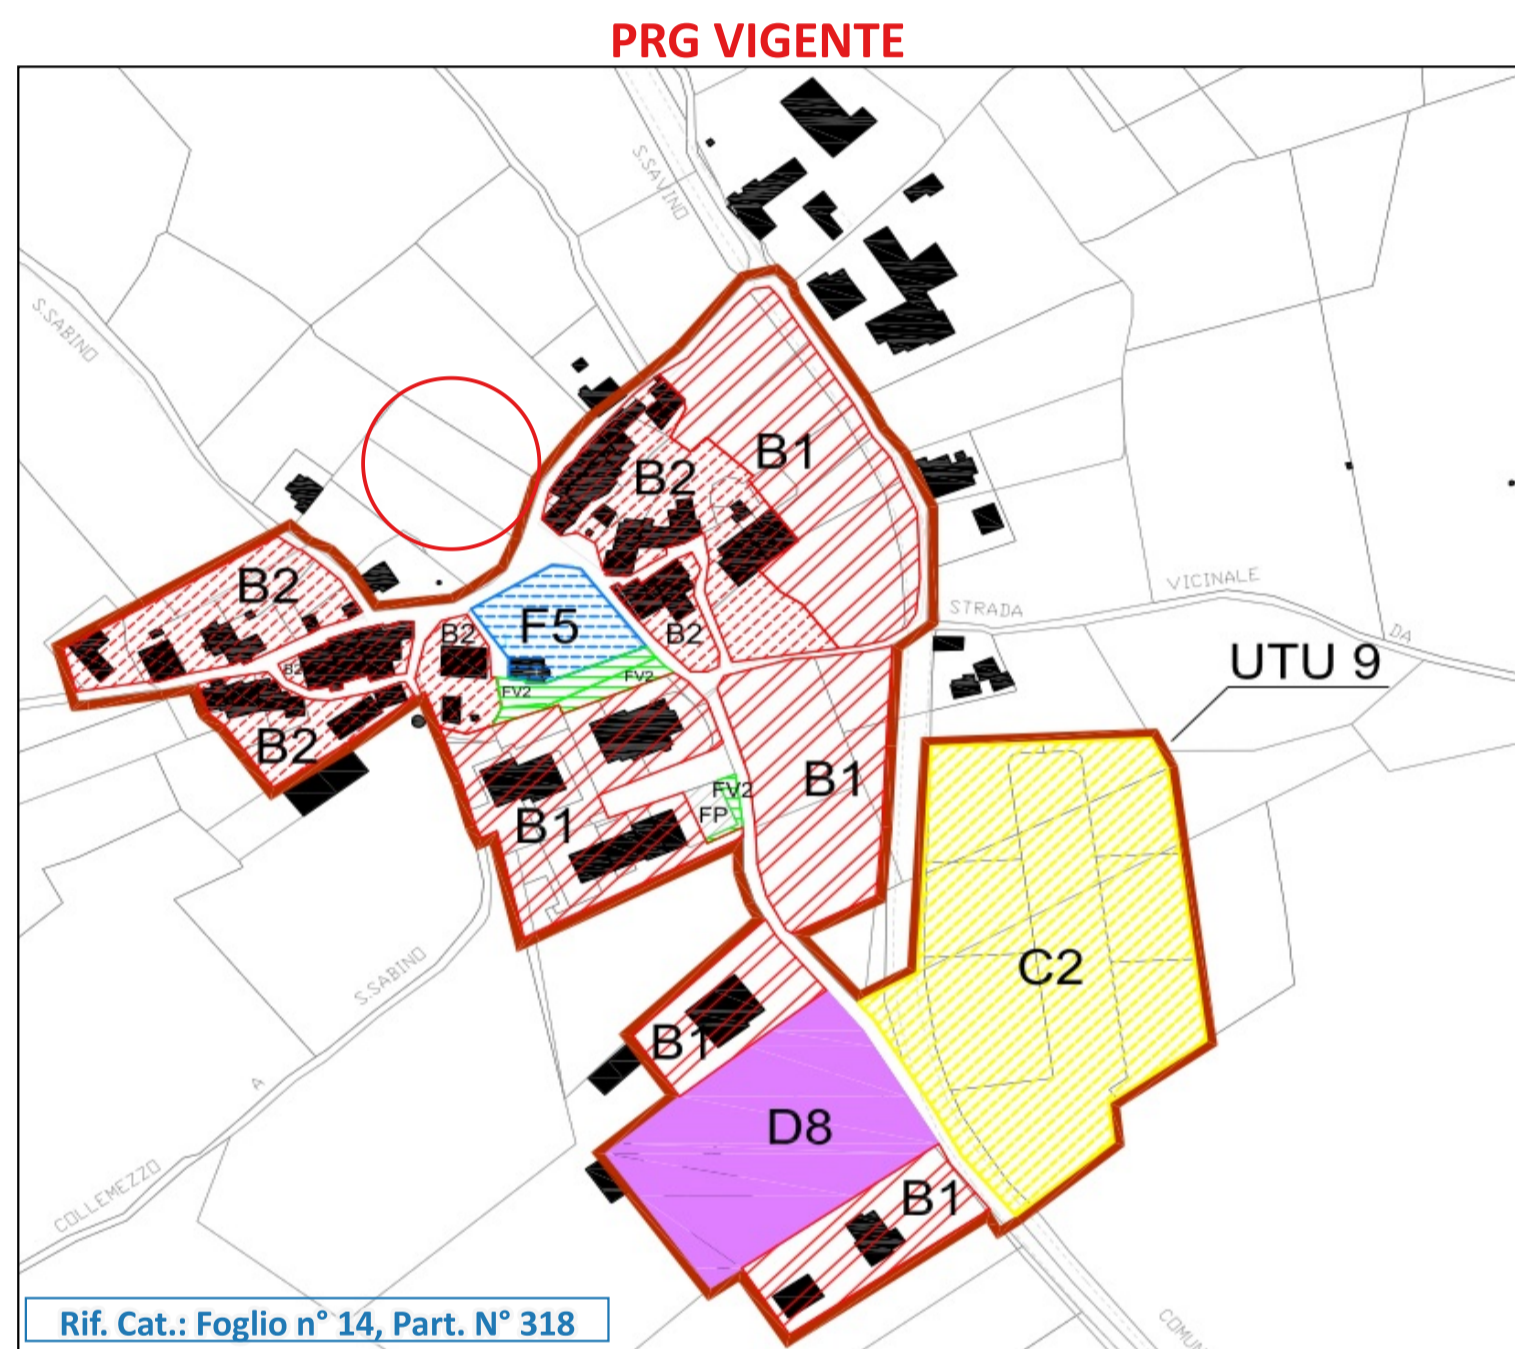 PRG VIGENTE
S.SAVINO
S.SABINO
B1
B2
B2
F5
B2
B2
B2
FV2
FV2
B2
STRADA
VICINALE
DA
UTU 9
B1
FV2
FP
B1
C2
S.SABINO
A
COLLEMEZZO
B1
D8
B1
Rif. Cat.: Foglio n° 14, Part. N° 318